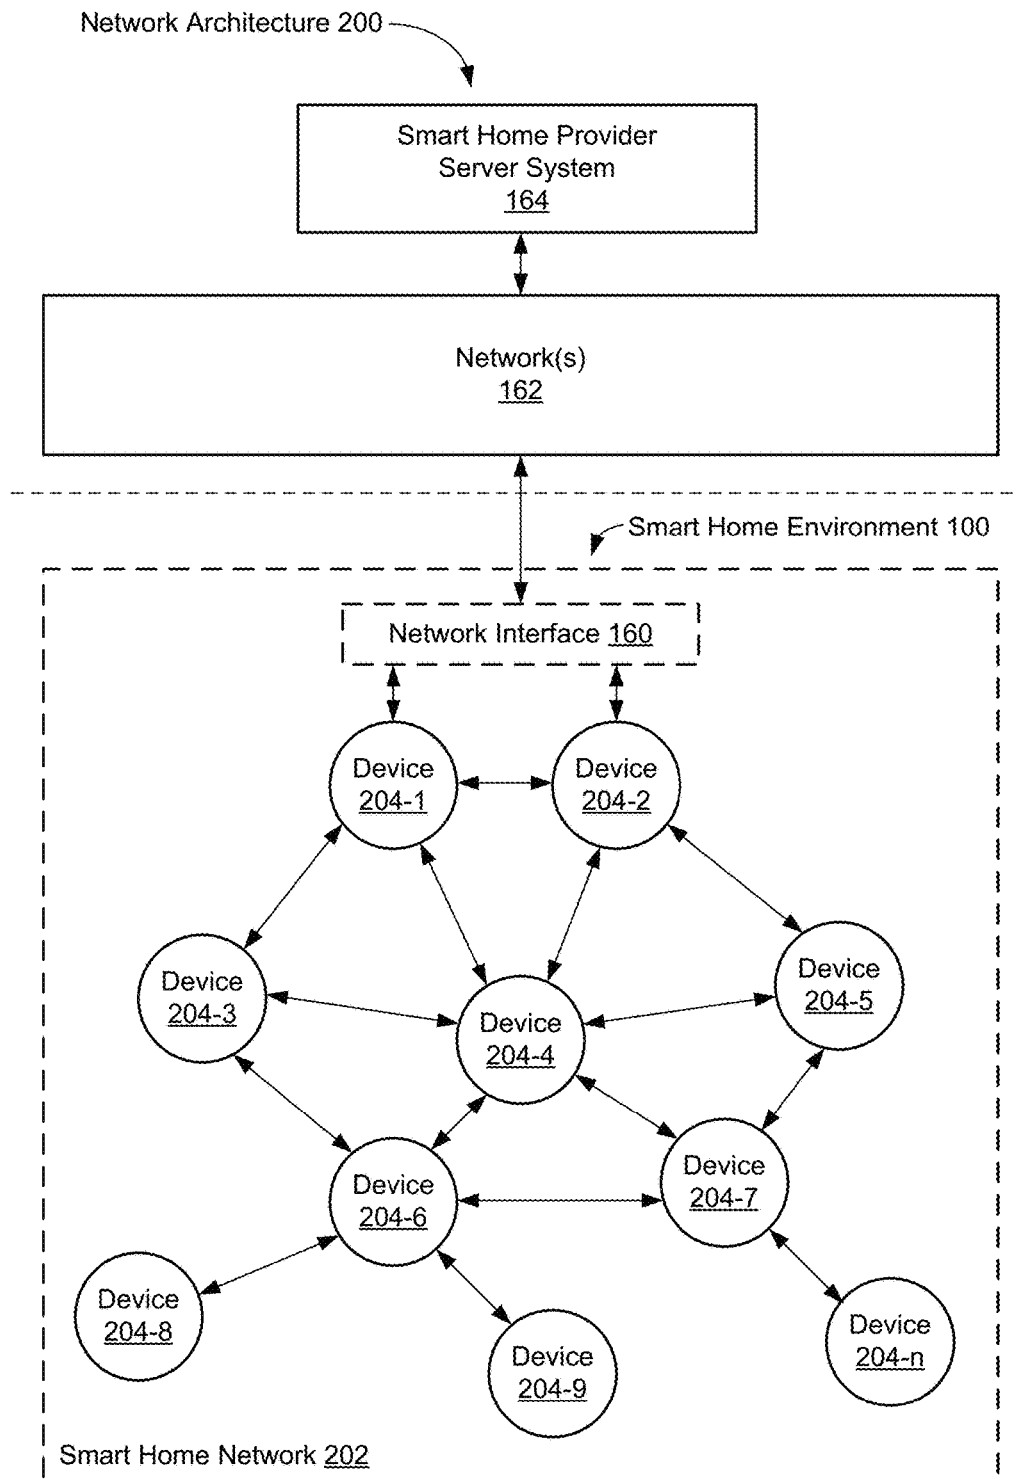 Network Architecture 200
Smart Home Provider
Server System
164
Network(s)
162
Smart Home Environment 100
Network Interface 160
Device
204-1
Device
204-2
Device
204-3
Device
204-4
Device
204-5
Device
204-6
Device
204-7
Device
204-8
Device
204-9
Device
204-n
Smart Home Network 202